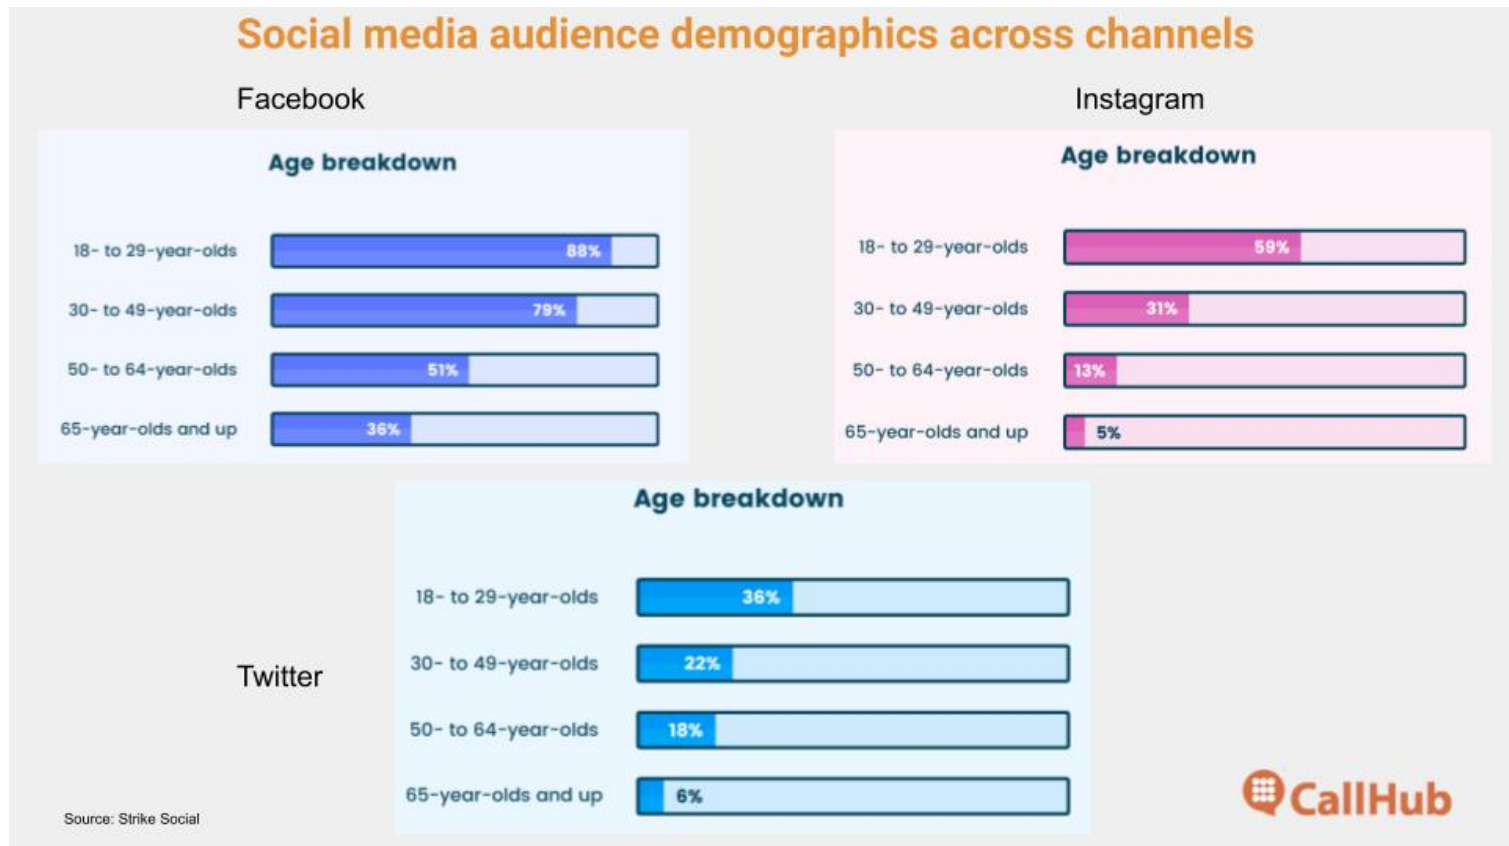 Social media audience demographics across channels
Facebook
Age breakdown
18- to 29-year-olds 88%
30- to 49-year-olds 79%
50- to 64-year-olds 51%
65-year-olds and up 36%
Instagram
Age breakdown
18- to 29-year-olds 59%
30- to 49-year-olds 31%
50- to 64-year-olds 13%
65-year-olds and up 5%
Twitter
Age breakdown
18- to 29-year-olds 36%
30- to 49-year-olds 22%
50- to 64-year-olds 18%
65-year-olds and up 6%
Source: Strike Social
CallHub